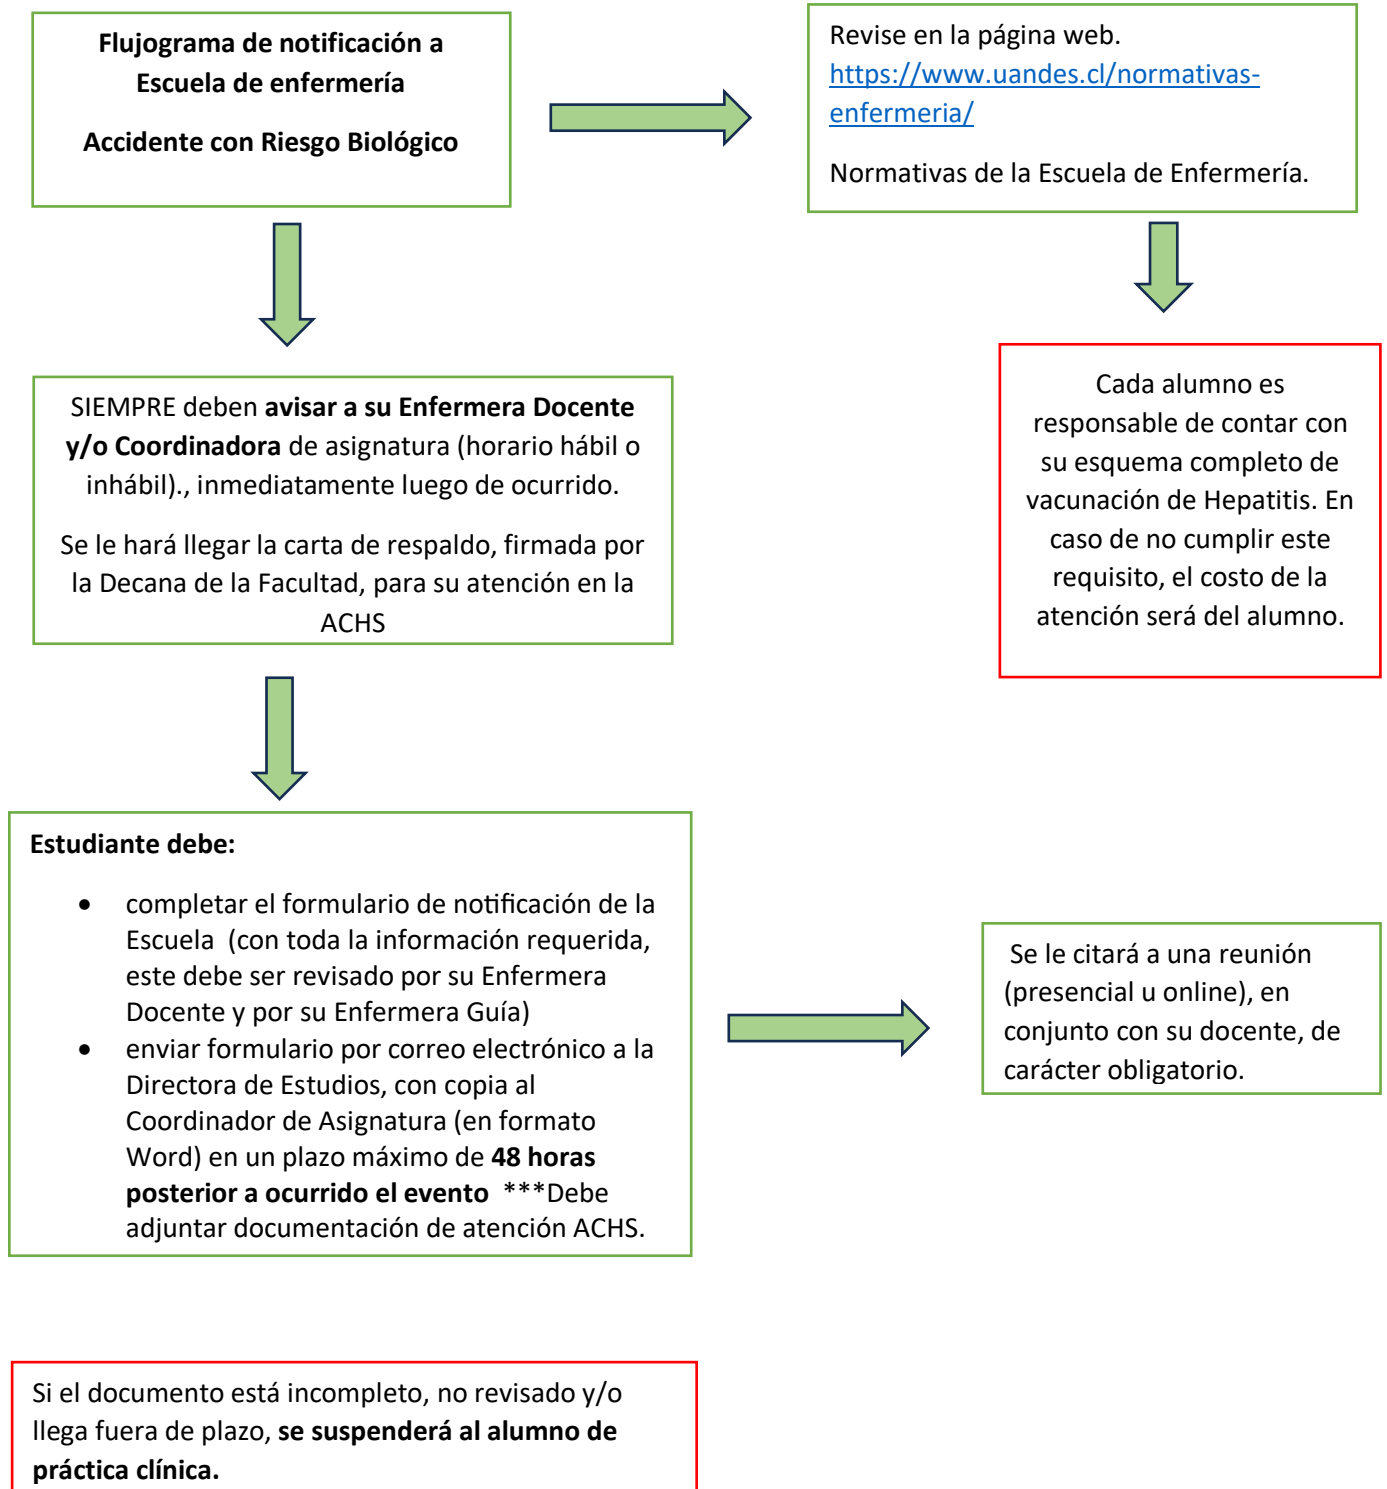 Flujograma de notificación a
Escuela de enfermería
Accidente con Riesgo Biológico
Revise en la página web.
https://www.uandes.cl/normativas-
enfermeria/
Normativas de la Escuela de Enfermería.
SIEMPRE deben avisar a su Enfermera Docente
y/o Coordinadora de asignatura (horario hábil o
inhábil)., inmediatamente luego de ocurrido.
Se le hará llegar la carta de respaldo, firmada por
la Decana de la Facultad, para su atención en la
ACHS
Cada alumno es
responsable de contar con
su esquema completo de
vacunación de Hepatitis. En
caso de no cumplir este
requisito, el costo de la
atención será del alumno.
Estudiante debe:
• completar el formulario de notificación de la
Escuela (con toda la información requerida,
este debe ser revisado por su Enfermera
Docente y por su Enfermera Guía)
• enviar formulario por correo electrónico a la
Directora de Estudios, con copia al
Coordinador de Asignatura (en formato
Word) en un plazo máximo de 48 horas
posterior a ocurrido el evento ***Debe
adjuntar documentación de atención ACHS.
Se le citará a una reunión
(presencial u online), en
conjunto con su docente, de
carácter obligatorio.
Si el documento está incompleto, no revisado y/o
llega fuera de plazo, se suspenderá al alumno de
práctica clínica.